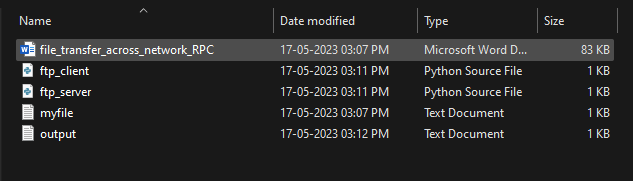 Name Date modified Type Size
file_transfer_across_network_RPC 17-05-2023 03:07 PM Microsoft Word D... 83 KB
ftp_client 17-05-2023 03:11 PM Python Source File 1 KB
ftp_server 17-05-2023 03:11 PM Python Source File 1 KB
myfile 17-05-2023 03:07 PM Text Document 1 KB
output 17-05-2023 03:12 PM Text Document 1 KB